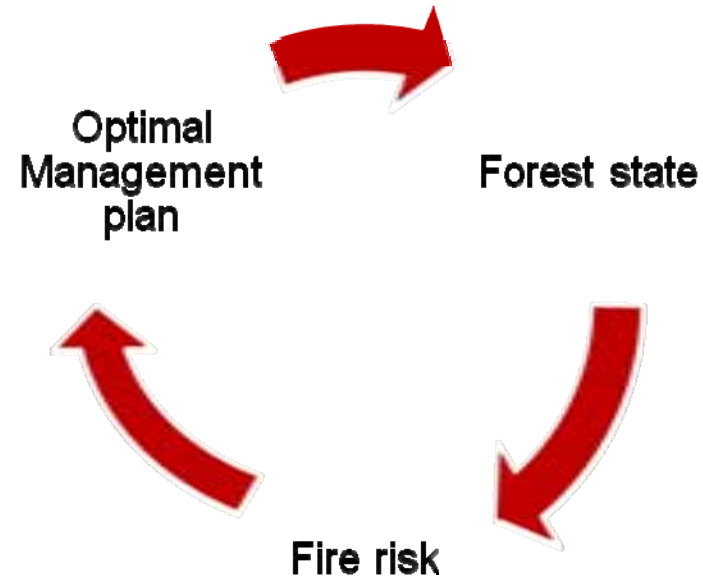 Optimal
Management
plan
Forest state
Fire risk